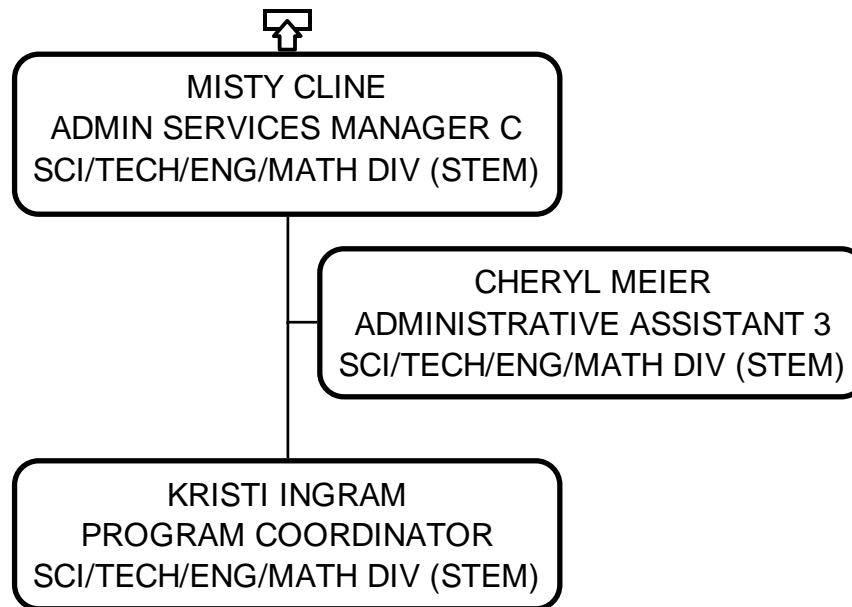 MISTY CLINE
ADMIN SERVICES MANAGER C
SCI/TECH/ENG/MATH DIV (STEM)
CHERYL MEIER
ADMINISTRATIVE ASSISTANT 3
SCI/TECH/ENG/MATH DIV (STEM)
KRISTI INGRAM
PROGRAM COORDINATOR
SCI/TECH/ENG/MATH DIV (STEM)